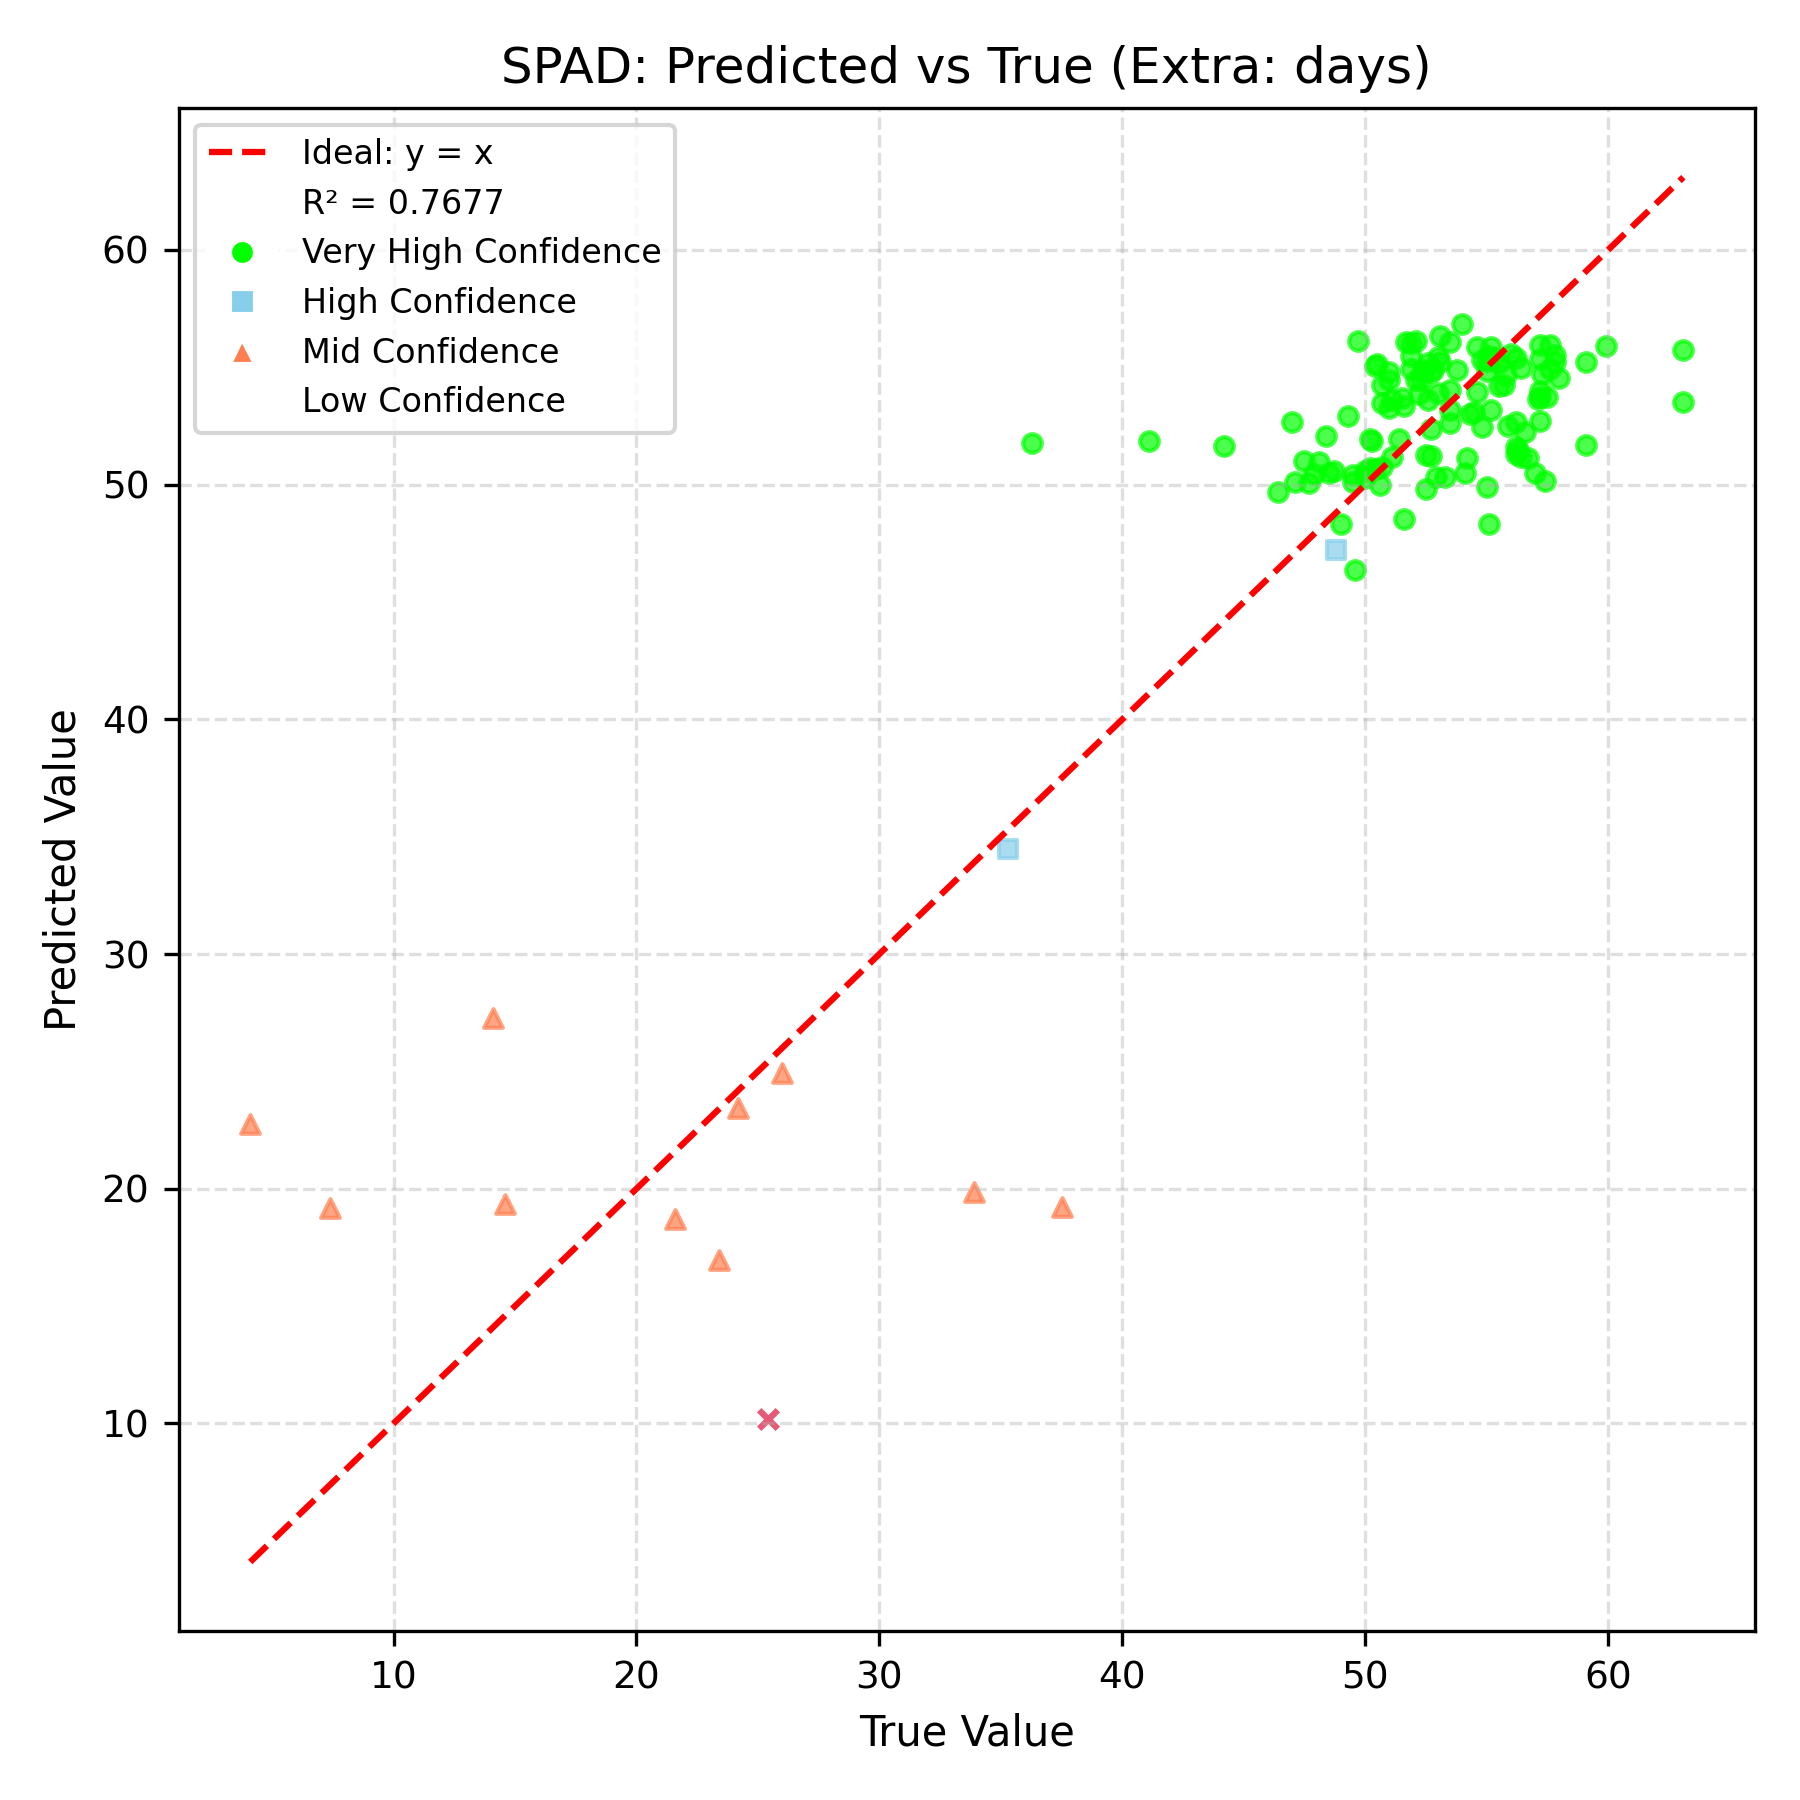 SPAD: Predicted vs True (Extra: days)
Ideal: y = x
R² = 0.7677
Very High Confidence
High Confidence
Mid Confidence
Low Confidence
60
50
40
30
20
10
Predicted Value
10 20 30 40 50 60
True Value